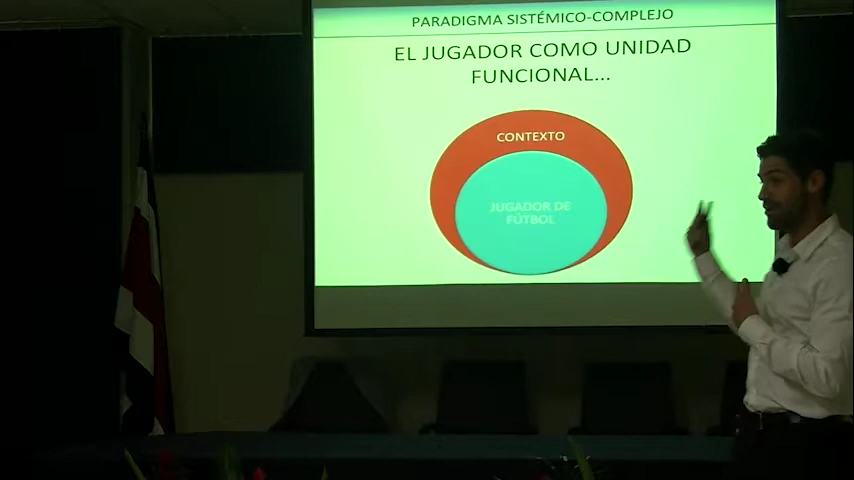 PARADIGMA SISTÉMICO-COMPLEJO
EL JUGADOR COMO UNIDAD
FUNCIONAL...
CONTEXTO
JUGADOR DE
FÚTBOL